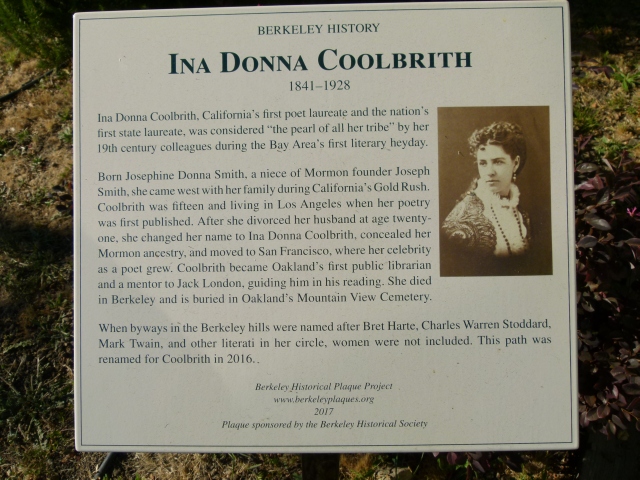 BERKELEY HISTORY
INA DONNA COOLBRITH
1841–1928
Ina Donna Coolbrith, California's first poet laureate and the nation's
first state laureate, was considered "the pearl of all her tribe" by her
19th century colleagues during the Bay Area's first literary heyday.
Born Josephine Donna Smith, a niece of Mormon founder Joseph
Smith, she came west with her family during California's Gold Rush.
Coolbrith was fifteen and living in Los Angeles when her poetry
was first published. After she divorced her husband at age twenty-
one, she changed her name to Ina Donna Coolbrith, concealed her
Mormon ancestry, and moved to San Francisco, where her celebrity
as a poet grew. Coolbrith became Oakland's first public librarian
and a mentor to Jack London, guiding him in his reading. She died
in Berkeley and is buried in Oakland's Mountain View Cemetery.
When byways in the Berkeley hills were named after Bret Harte, Charles Warren Stoddard,
Mark Twain, and other literati in her circle, women were not included. This path was
renamed for Coolbrith in 2016.
Berkeley Historical Plaque Project
www.berkeleyplaques.org
2017
Plaque sponsored by the Berkeley Historical Society